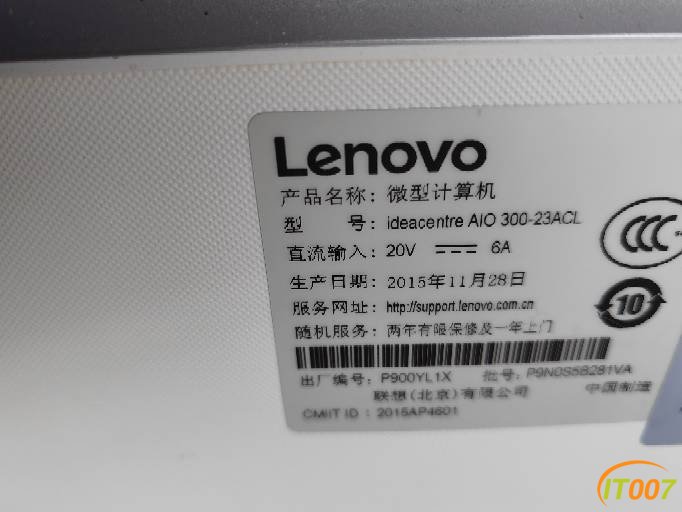 Lenovo
产品名称：微型计算机
型 号：ideacentre AIO 300-23ACL
直流输入：20V 6A
生产日期：2015年11月28日
服务网址：http://support.lenovo.com.cn
随机服务：两年有限保修及一年上门
出厂编号：P900YL1X 批号：P9N0S5B281VA
联想(北京)有限公司 中国制造
CMIIT ID：2015AP4601
CCC
10
IT007